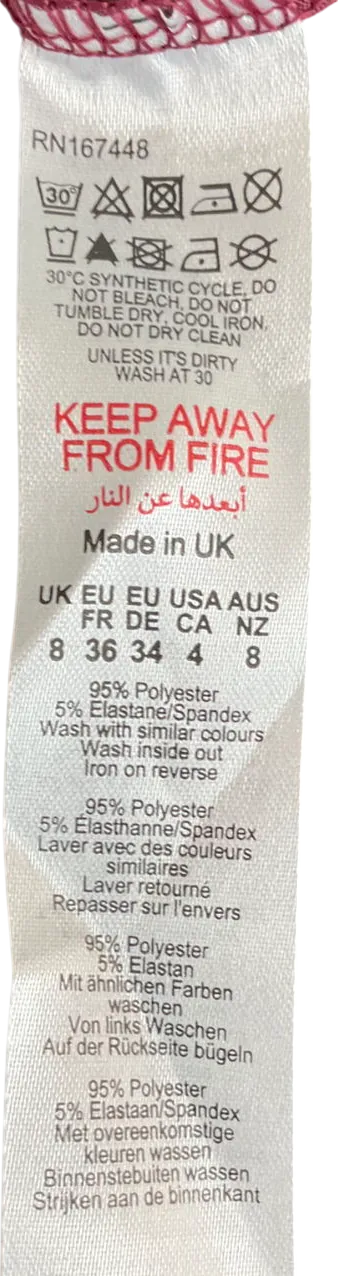 RN167448
30°
30°C SYNTHETIC CYCLE, DO
NOT BLEACH, DO NOT
TUMBLE DRY, COOL IRON,
DO NOT DRY CLEAN
UNLESS IT'S DIRTY
WASH AT 30
KEEP AWAY
FROM FIRE
أبعدها عن النار
Made in UK
UK EU EU USA AUS
FR DE CA NZ
8 36 34 4 8
95% Polyester
5% Elastane/Spandex
Wash with similar colours
Wash inside out
Iron on reverse
95% Polyester
5% Élasthanne/Spandex
Laver avec des couleurs
similaires
Laver retourné
Repasser sur l'envers
95% Polyester
5% Elastan
Mit ähnlichen Farben
waschen
Von links Waschen
Auf der Rückseite bügeln
95% Polyester
5% Elastaan/Spandex
Met overeenkomstige
kleuren wassen
Binnenstebuiten wassen
Strijken aan de binnenkant